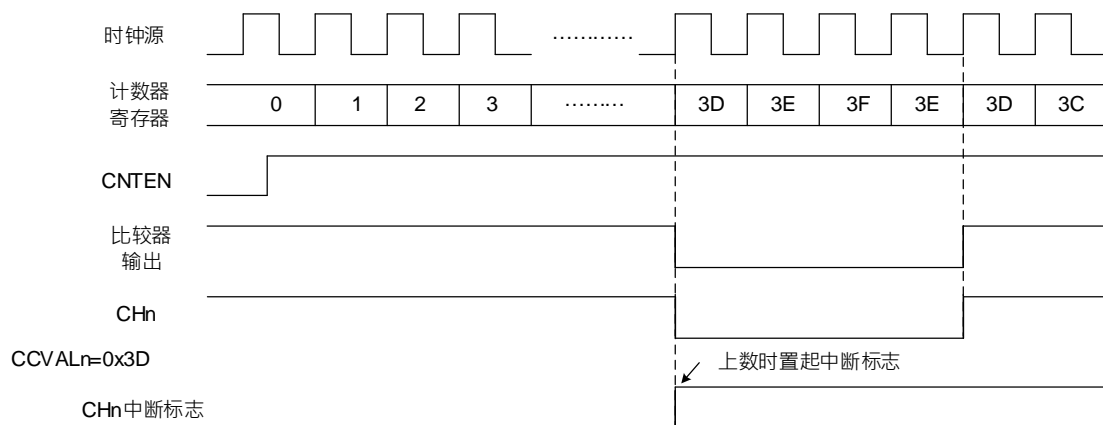 时钟源
…………
计数器
寄存器
0 1 2 3 ……… 3D 3E 3F 3E 3D 3C
CNTEN
比较器
输出
CHn
CCVALn=0x3D
上数时置起中断标志
CHn中断标志